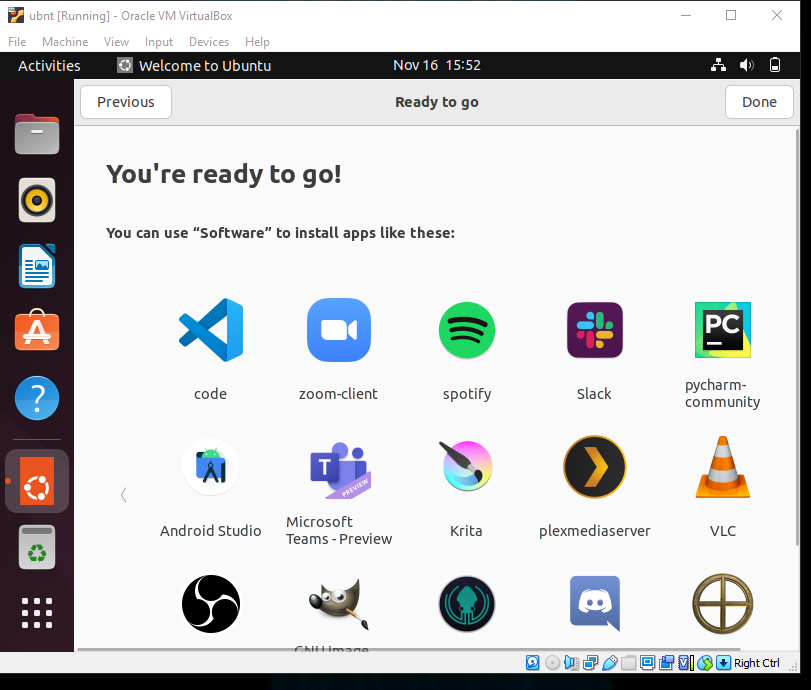 ubnt [Running] - Oracle VM VirtualBox
File Machine View Input Devices Help
Activities Welcome to Ubuntu Nov 16 15:52
Previous Ready to go Done
You're ready to go!
You can use “Software” to install apps like these:
PC
code zoom-client spotify Slack pycharm-
community
T
PREVIEW
Android Studio Microsoft
Teams - Preview Krita plexmediaserver VLC
GNU Image
Right Ctrl